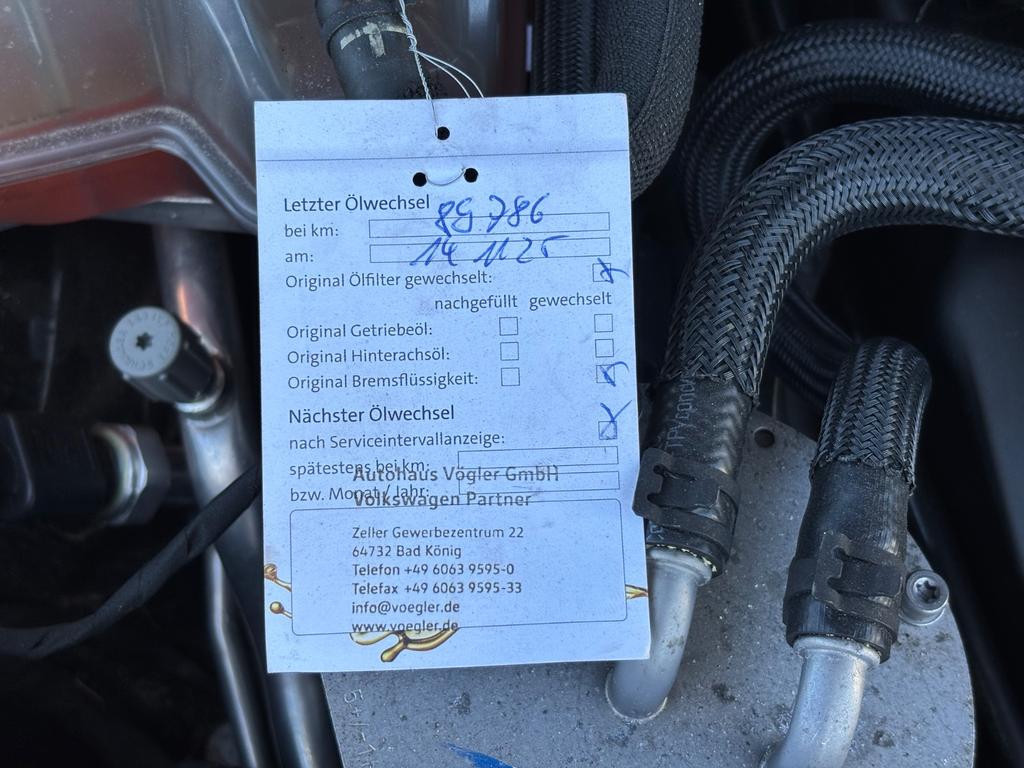 Letzter Ölwechsel
bei km: 89.786
am: 14 11 25
Original Ölfilter gewechselt:
nachgefüllt gewechselt
Original Getriebeöl:
Original Hinterachsöl:
Original Bremsflüssigkeit:
Nächster Ölwechsel
nach Serviceintervallanzeige:
spätestens bei km:
Autohaus Vögler GmbH
bzw. Monat / Jahr:
Volkswagen Partner
Zeller Gewerbezentrum 22
64732 Bad König
Telefon +49 6063 9595-0
Telefax +49 6063 9595-33
info@voegler.de
www.voegler.de